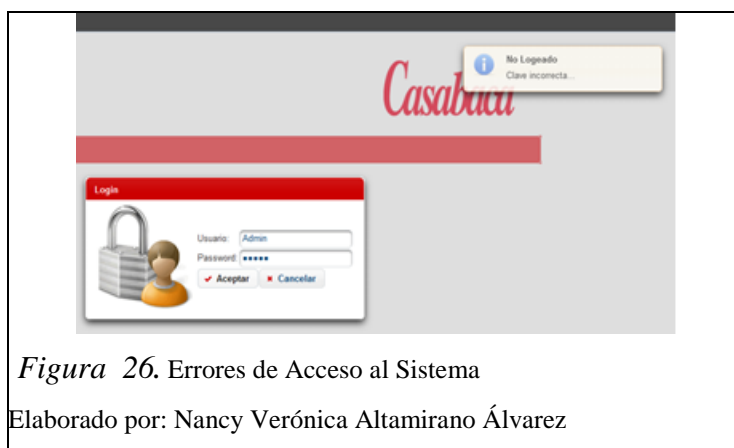 No Logeado
Clave incorrecta...
Casabaca
Login
Usuario: Admin
Password: •••••
Aceptar Cancelar
Figura 26. Errores de Acceso al Sistema
Elaborado por: Nancy Verónica Altamirano Álvarez